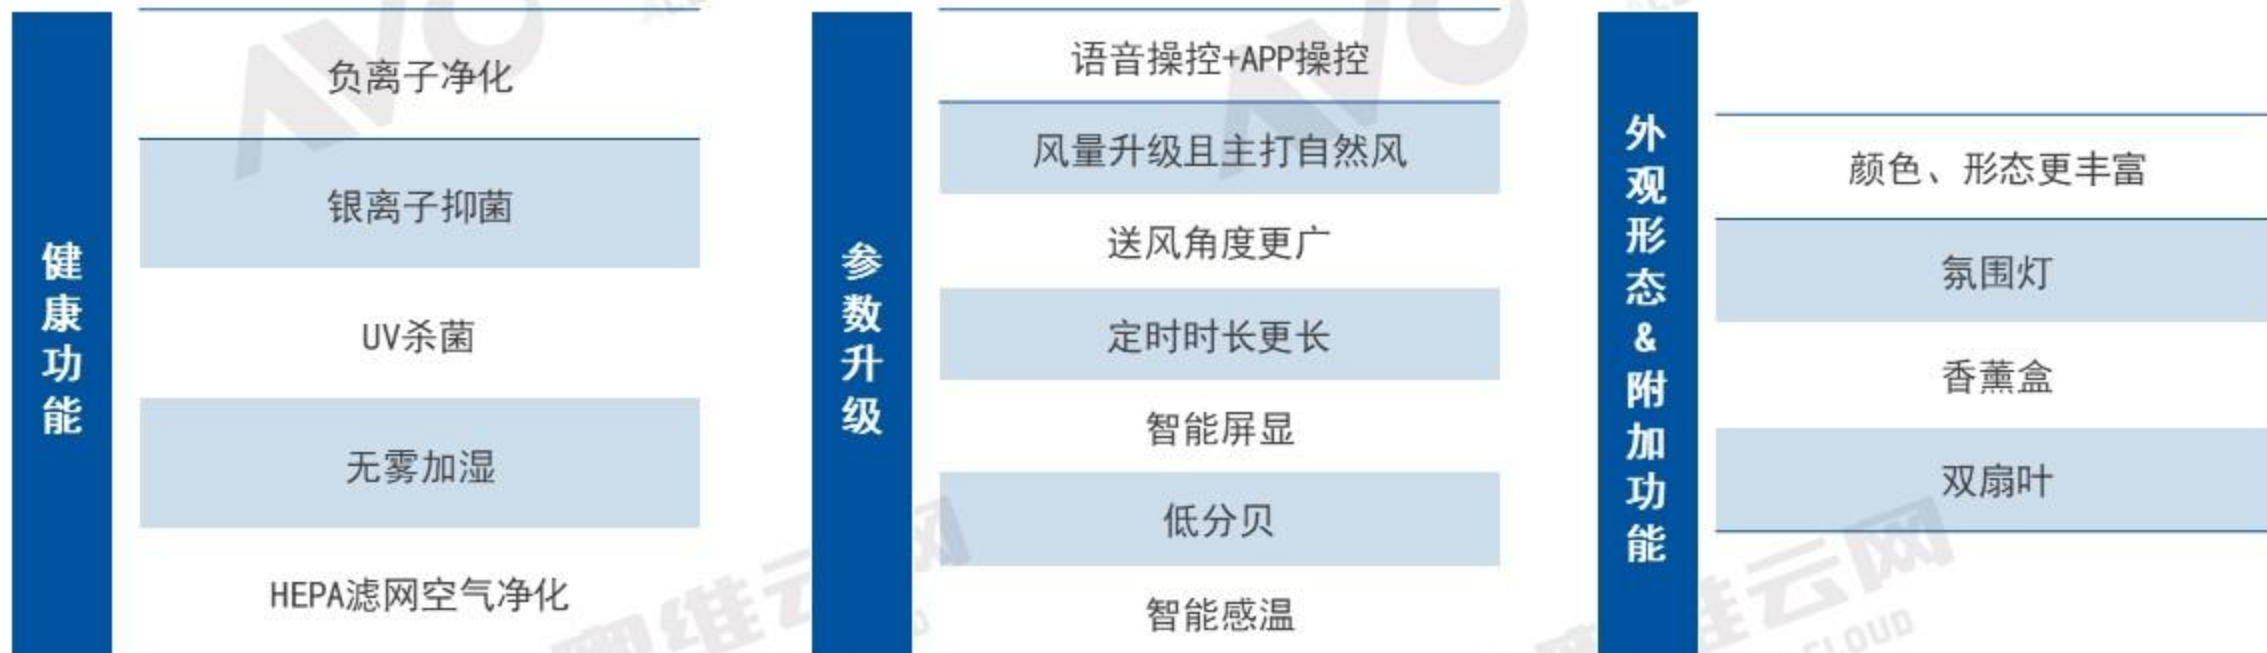 健康功能
负离子净化
银离子抑菌
UV杀菌
无雾加湿
HEPA滤网空气净化
参数升级
语音操控+APP操控
风量升级且主打自然风
送风角度更广
定时时长更长
智能屏显
低分贝
智能感温
外观形态&附加功能
颜色、形态更丰富
氛围灯
香薰盒
双扇叶